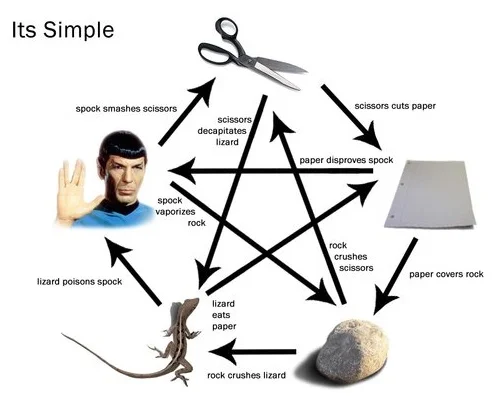 Its Simple
spock smashes scissors
scissors cuts paper
scissors
decapitates
lizard
paper disproves spock
spock
vaporizes
rock
rock
crushes
scissors
paper covers rock
lizard poisons spock
lizard
eats
paper
rock crushes lizard